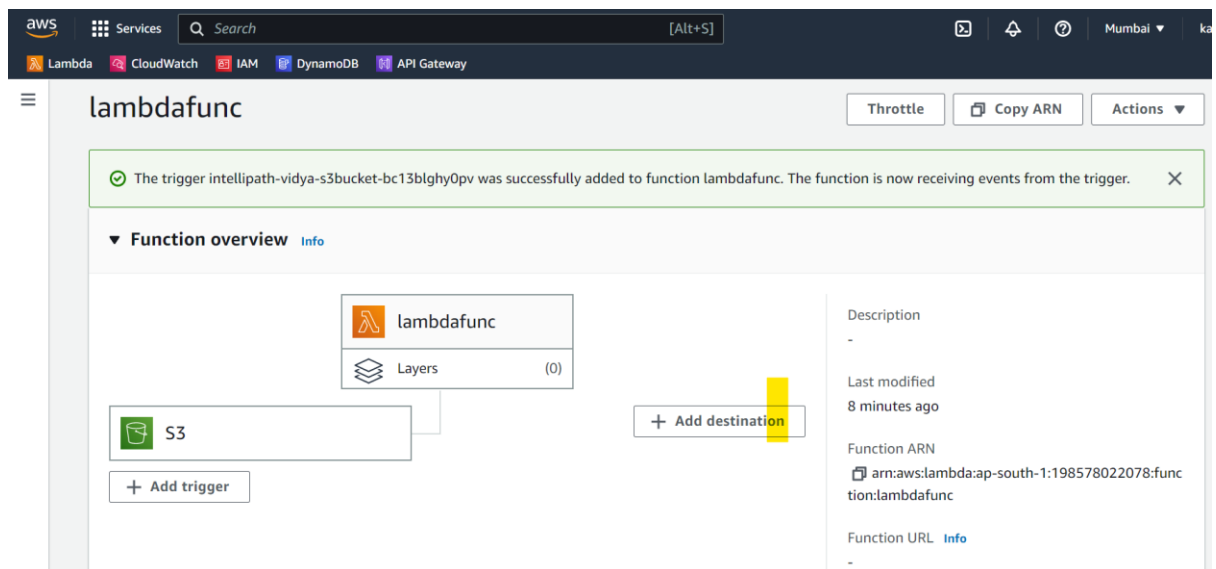 aws Services Search [Alt+S] Mumbai ka
Lambda CloudWatch IAM DynamoDB API Gateway
lambdafunc Throttle Copy ARN Actions
The trigger intellipath-vidya-s3bucket-bc13blghy0pv was successfully added to function lambdafunc. The function is now receiving events from the trigger.
Function overview Info
lambdafunc
Layers (0)
S3
+ Add trigger
+ Add destination
Description
-
Last modified
8 minutes ago
Function ARN
arn:aws:lambda:ap-south-1:198578022078:func
tion:lambdafunc
Function URL Info
-